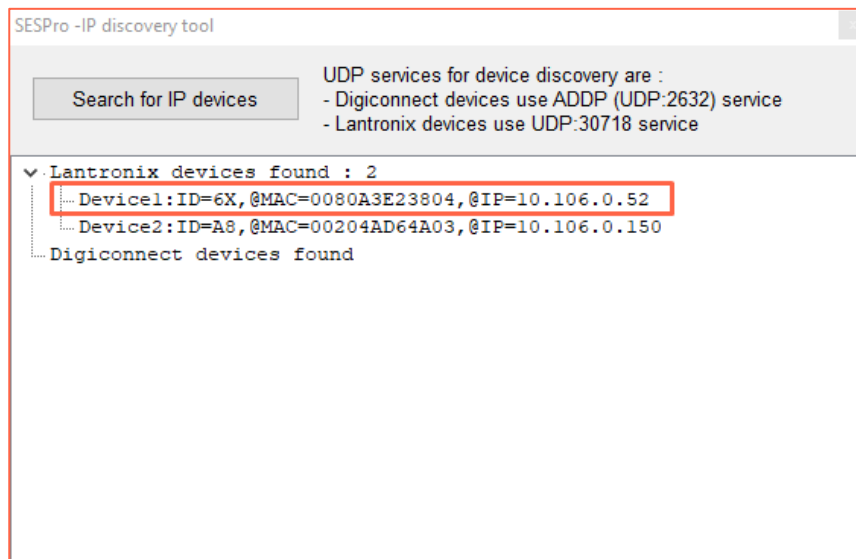 SESPro -IP discovery tool
Search for IP devices
UDP services for device discovery are :
- Digiconnect devices use ADDP (UDP:2632) service
- Lantronix devices use UDP:30718 service
Lantronix devices found : 2
Device1:ID=6X,@MAC=0080A3E23804,@IP=10.106.0.52
Device2:ID=A8,@MAC=00204AD64A03,@IP=10.106.0.150
Digiconnect devices found